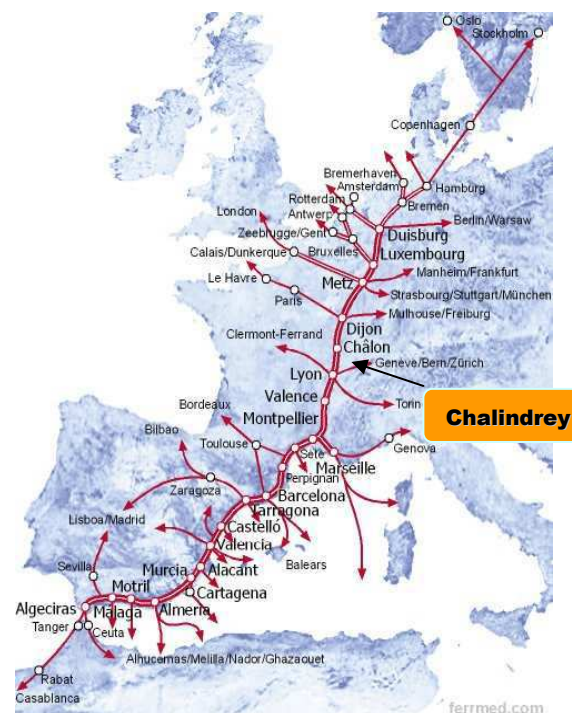 Oslo
Stockholm
Copenhagen
Bremerhaven
Amsterdam
Hamburg
Rotterdam
Bremen
Antwerp
London
Berlin/Warsaw
Zeebrugge/Gent
Duisburg
Bruxelles
Calais/Dunkerque
Luxembourg
Manheim/Frankfurt
Le Havre
Metz
Strasbourg/Stuttgart/München
Paris
Mulhouse/Freiburg
Dijon
Clermont-Ferrand
Châlon
Geneve/Bern/Zürich
Lyon
Valence
Torin
Bordeaux
Montpellier
Chalindrey
Bilbao
Toulouse
Sete
Genova
Marseille
Perpignan
Zaragoza
Barcelona
Tarragona
Lisboa/Madrid
Castelló
Valencia
Balears
Sevilla
Murcia
Alacant
Motril
Cartagena
Algeciras
Málaga
Almeria
Tanger
Ceuta
Alhucemas/Melilla/Nador/Ghazaouet
Rabat
Casablanca
ferrmed.com